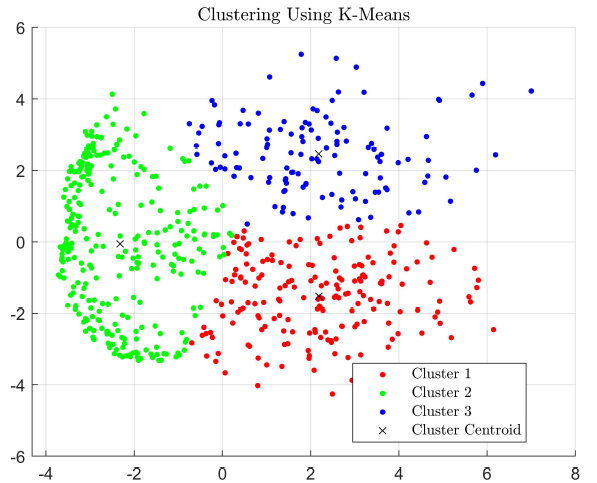 Clustering Using K-Means
6
4
2
0
-2
-4
-6
-4
-2
0
2
4
6
8
Cluster 1
Cluster 2
Cluster 3
Cluster Centroid